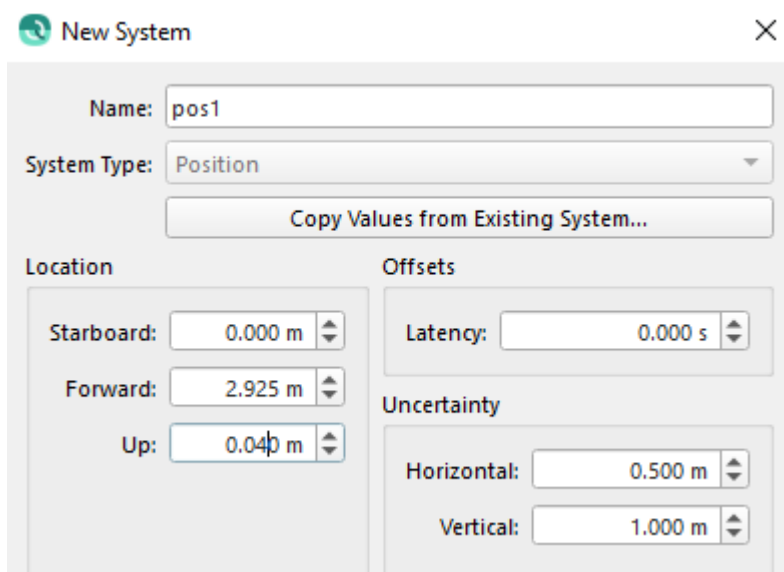 New System
Name: pos1
System Type: Position
Copy Values from Existing System...
Location
Starboard: 0.000 m
Forward: 2.925 m
Up: 0.040 m
Offsets
Latency: 0.000 s
Uncertainty
Horizontal: 0.500 m
Vertical: 1.000 m